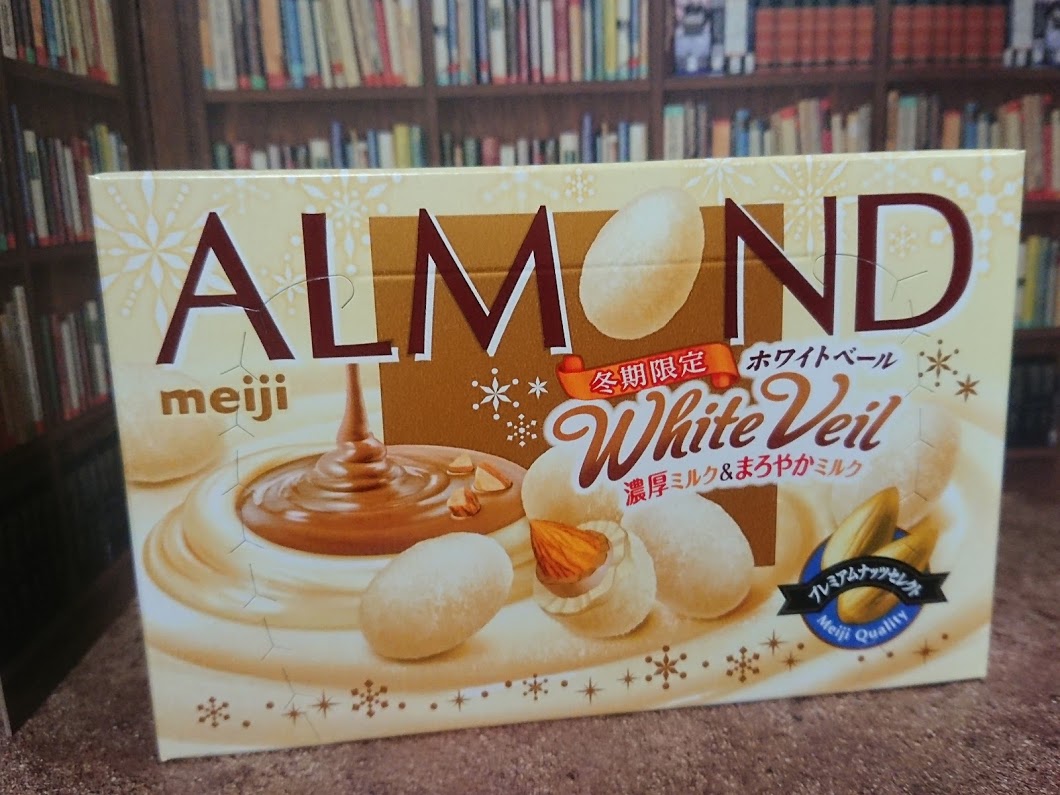 ALMOND
meiji
冬期限定
ホワイトベール
White Veil
濃厚ミルク&まろやかミルク
プレミアムナッツセレクト
Meiji Quality